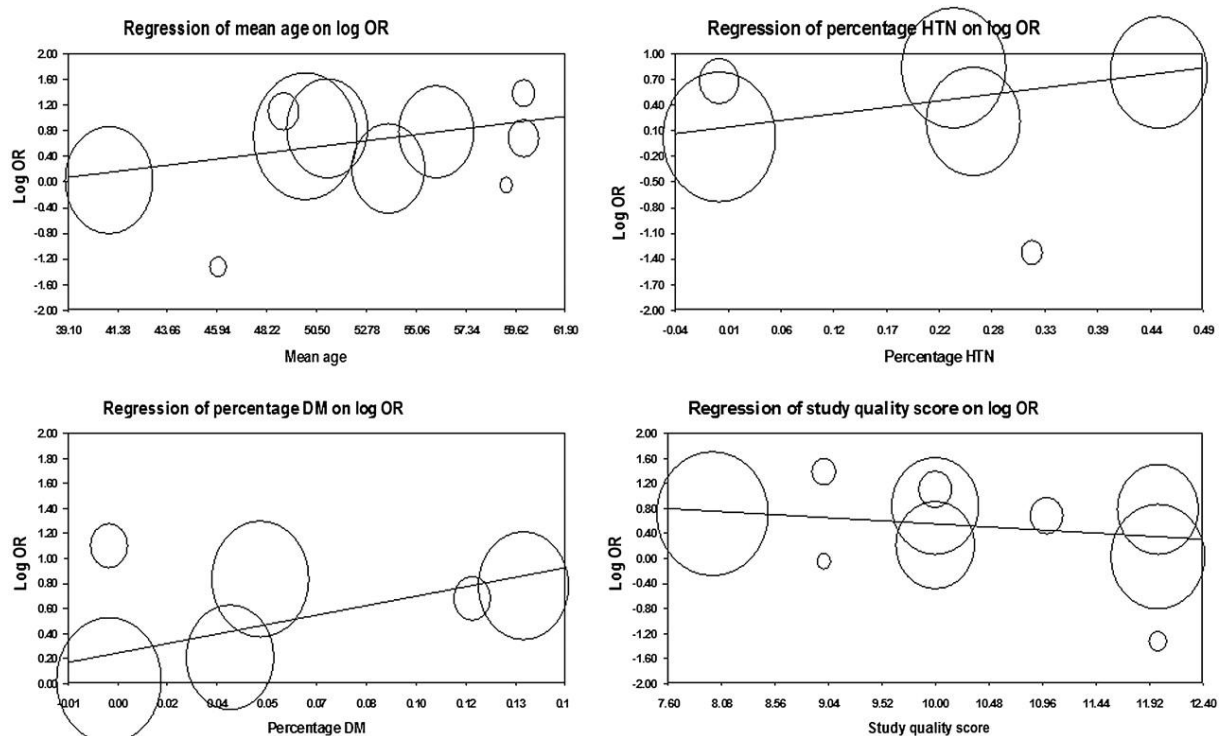 Regression of mean age on log OR
2.00
1.60
1.20
0.80
0.40
0.00
-0.40
-0.80
-1.20
-1.60
-2.00
Log OR
39.10 41.38 43.66 45.94 48.22 50.50 52.78 55.06 57.34 59.62 61.90
Mean age
Regression of percentage HTN on log OR
1.00
0.70
0.40
0.10
-0.20
-0.50
-0.80
-1.10
-1.40
-1.70
-2.00
Log OR
-0.04 0.01 0.06 0.12 0.17 0.22 0.28 0.33 0.39 0.44 0.49
Percentage HTN
Regression of percentage DM on log OR
2.00
1.80
1.60
1.40
1.20
1.00
0.80
0.60
0.40
0.20
0.00
Log OR
-0.01 0.00 0.02 0.04 0.05 0.07 0.08 0.10 0.12 0.13 0.1
Percentage DM
Regression of study quality score on log OR
2.00
1.60
1.20
0.80
0.40
0.00
-0.40
-0.80
-1.20
-1.60
-2.00
Log OR
7.60 8.08 8.56 9.04 9.52 10.00 10.48 10.96 11.44 11.92 12.40
Study quality score